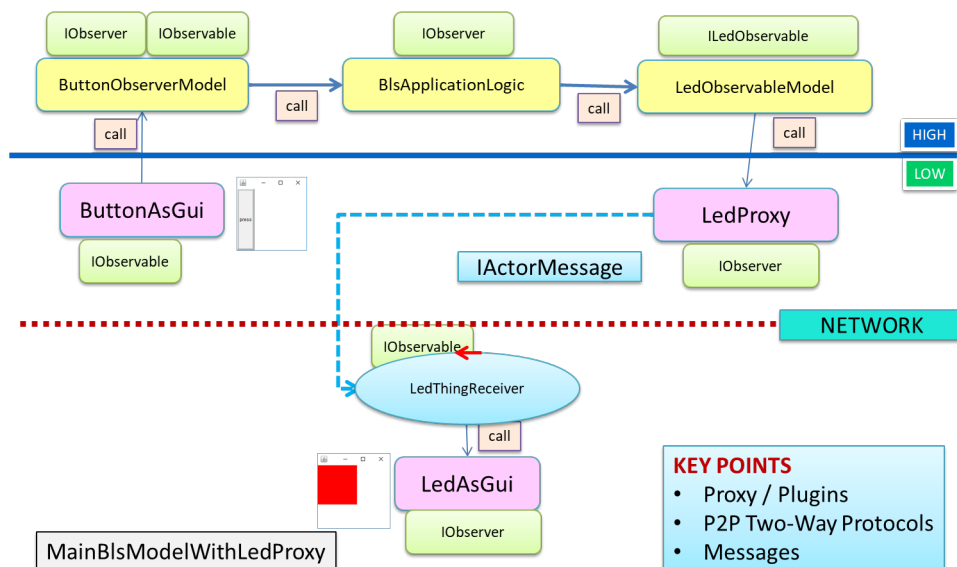 IObserver
IObservable
IObserver
ILedObservable
ButtonObserverModel
BlsApplicationLogic
LedObservableModel
call
call
call
call
HIGH
LOW
ButtonAsGui
press
LedProxy
IObservable
IActorMessage
IObserver
NETWORK
IObservable
LedThingReceiver
call
LedAsGui
IObserver
KEY POINTS
• Proxy / Plugins
• P2P Two-Way Protocols
• Messages
MainBlsModelWithLedProxy